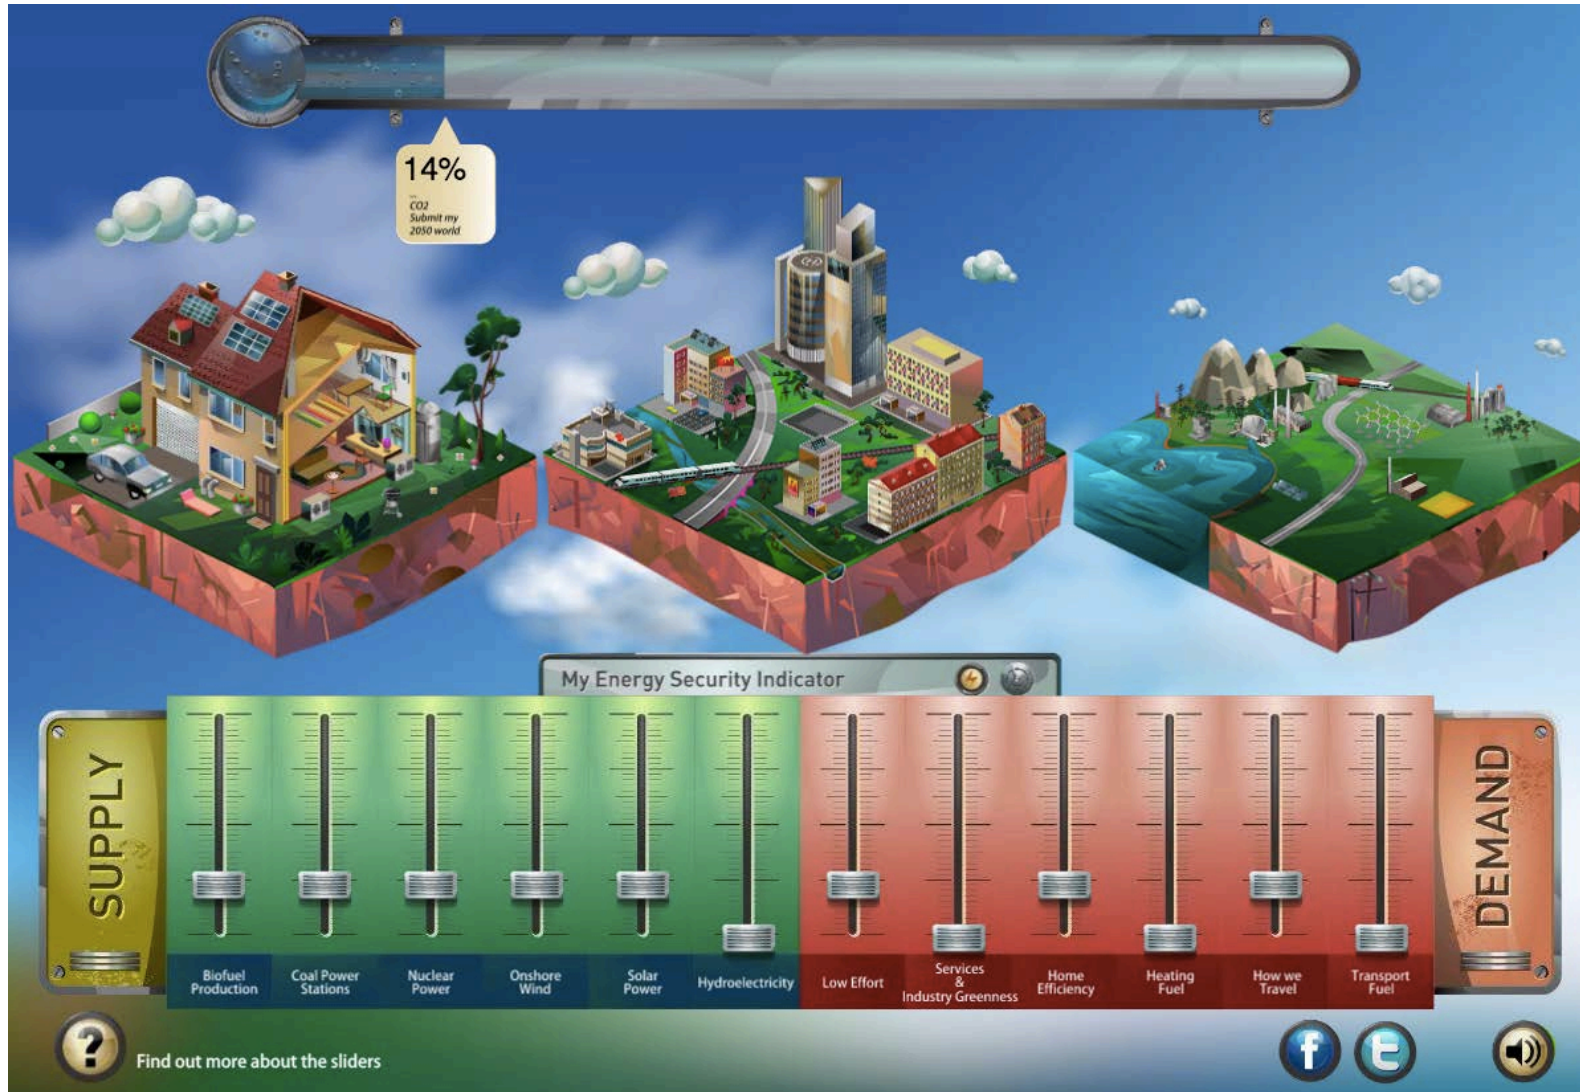 14%
CO2
Submit my
2050 world
My Energy Security Indicator
SUPPLY
DEMAND
Biofuel
Production
Coal Power
Stations
Nuclear
Power
Onshore
Wind
Solar
Power
Hydroelectricity
Low Effort
Services
&
Industry Greenness
Home
Efficiency
Heating
Fuel
How we
Travel
Transport
Fuel
?
Find out more about the sliders
f
t